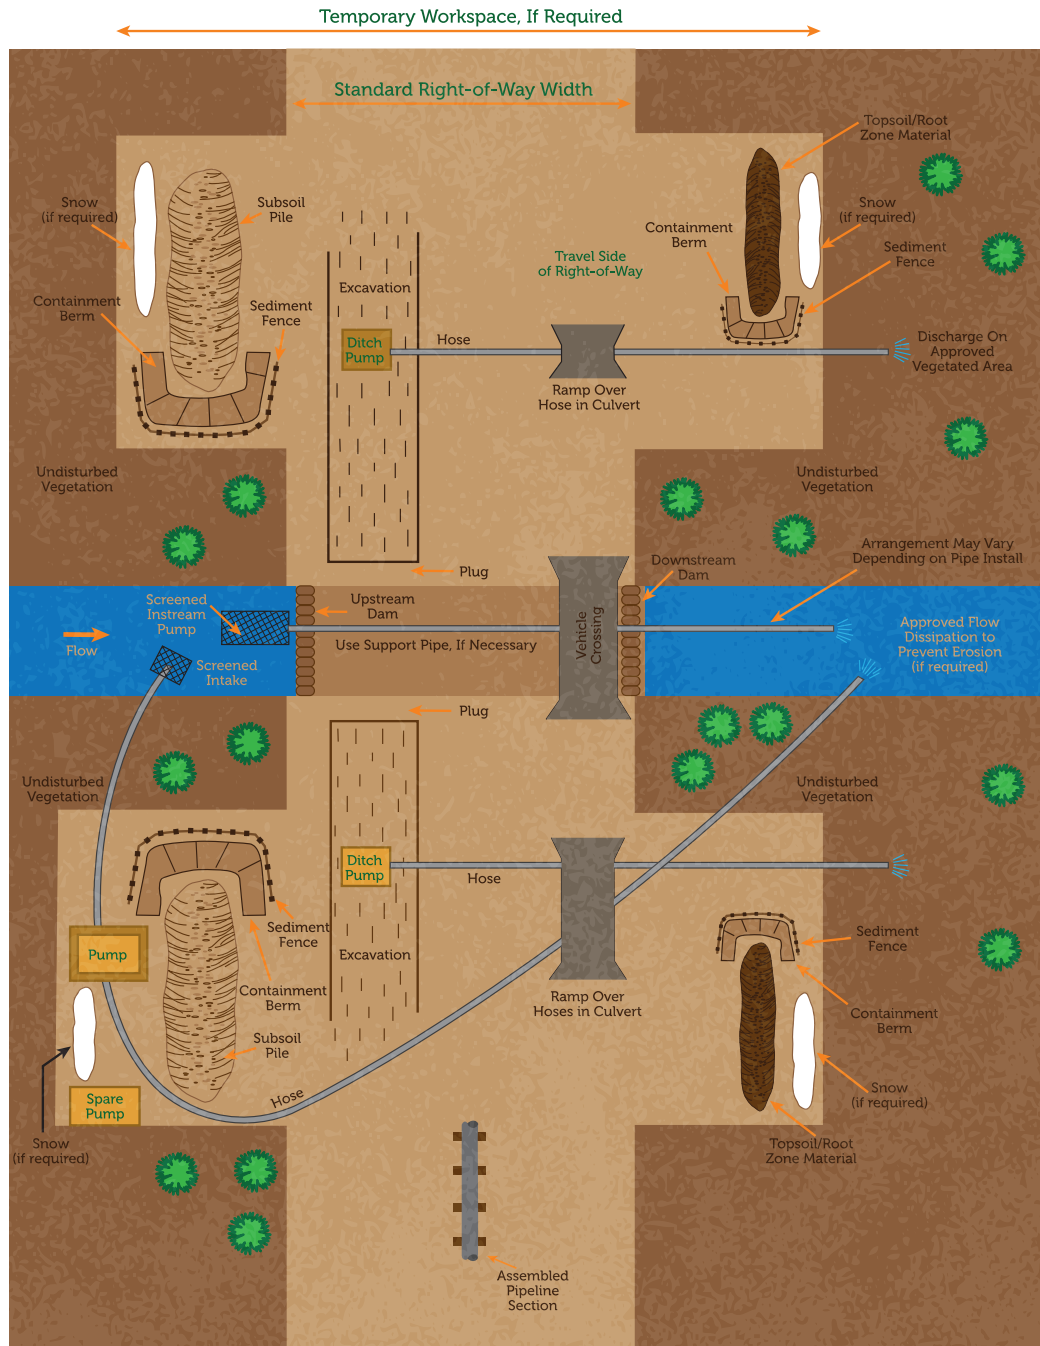 Temporary Workspace, If Required
Standard Right-of-Way Width
Topsoil/Root
Zone Material
Snow
(if required)
Subsoil
Pile
Containment
Berm
Snow
(if required)
Travel Side
of Right-of-Way
Sediment
Fence
Excavation
Containment
Berm
Sediment
Fence
Ditch
Pump
Hose
Discharge On
Approved
Vegetated Area
Ramp Over
Hose in Culvert
Undisturbed
Vegetation
Undisturbed
Vegetation
Arrangement May Vary
Depending on Pipe Install
Plug
Downstream
Dam
Screened
Instream
Pump
Upstream
Dam
Flow
Use Support Pipe, If Necessary
Vehicle
Crossing
Approved Flow
Dissipation to
Prevent Erosion
(if required)
Screened
Intake
Plug
Undisturbed
Vegetation
Undisturbed
Vegetation
Ditch
Pump
Hose
Sediment
Fence
Sediment
Fence
Pump
Excavation
Containment
Berm
Ramp Over
Hoses in Culvert
Containment
Berm
Subsoil
Pile
Spare
Pump
Hose
Snow
(if required)
Snow
(if required)
Topsoil/Root
Zone Material
Assembled
Pipeline
Section